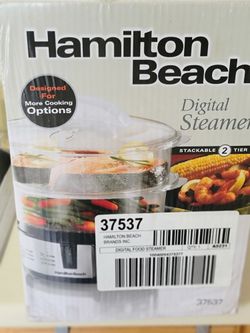 Hamilton
Beach
Designed
For
More Cooking
Options
Digital
Steamer
STACKABLE 2 TIER
37537
HAMILTON BEACH
BRANDS INC
DIGITAL FOOD STEAMER
HamiltonBeach
37537